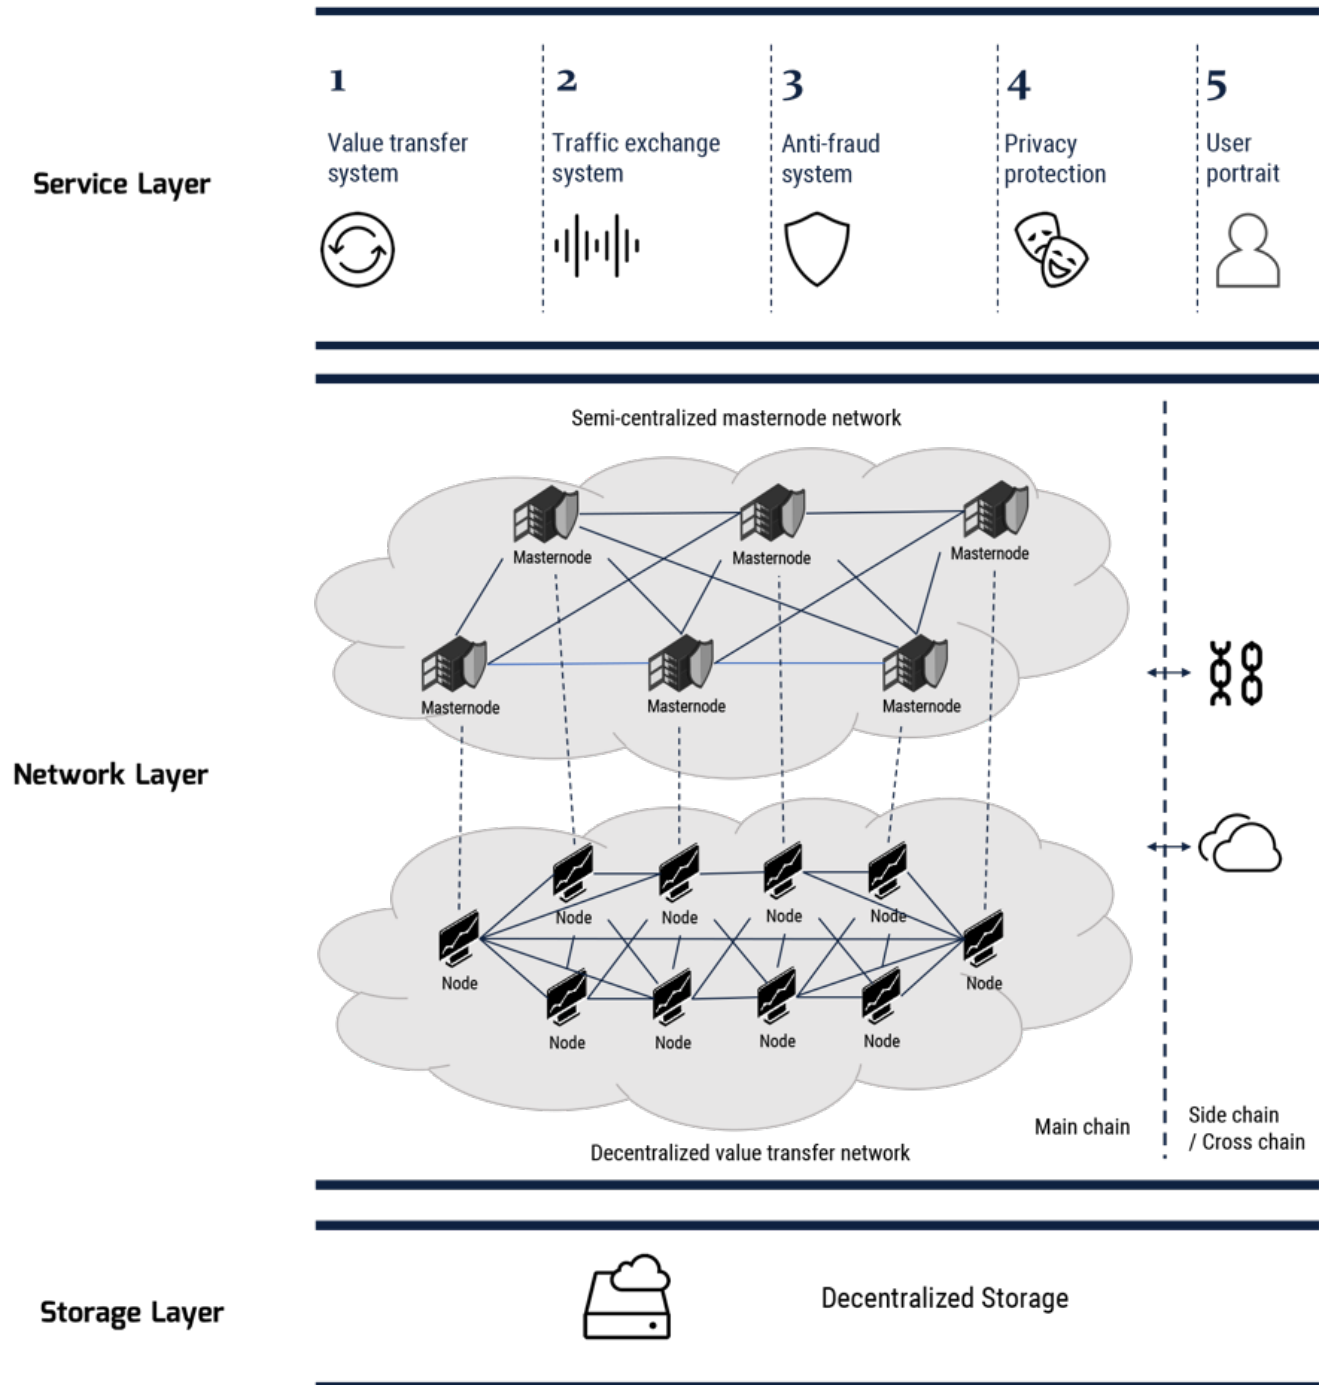 Service Layer
1
Value transfer
system
2
Traffic exchange
system
3
Anti-fraud
system
4
Privacy
protection
5
User
portrait
Network Layer
Semi-centralized masternode network
Masternode
Masternode
Masternode
Masternode
Masternode
Masternode
Node
Node
Node
Node
Node
Node
Node
Node
Node
Node
Main chain
Side chain
/ Cross chain
Decentralized value transfer network
Storage Layer
Decentralized Storage